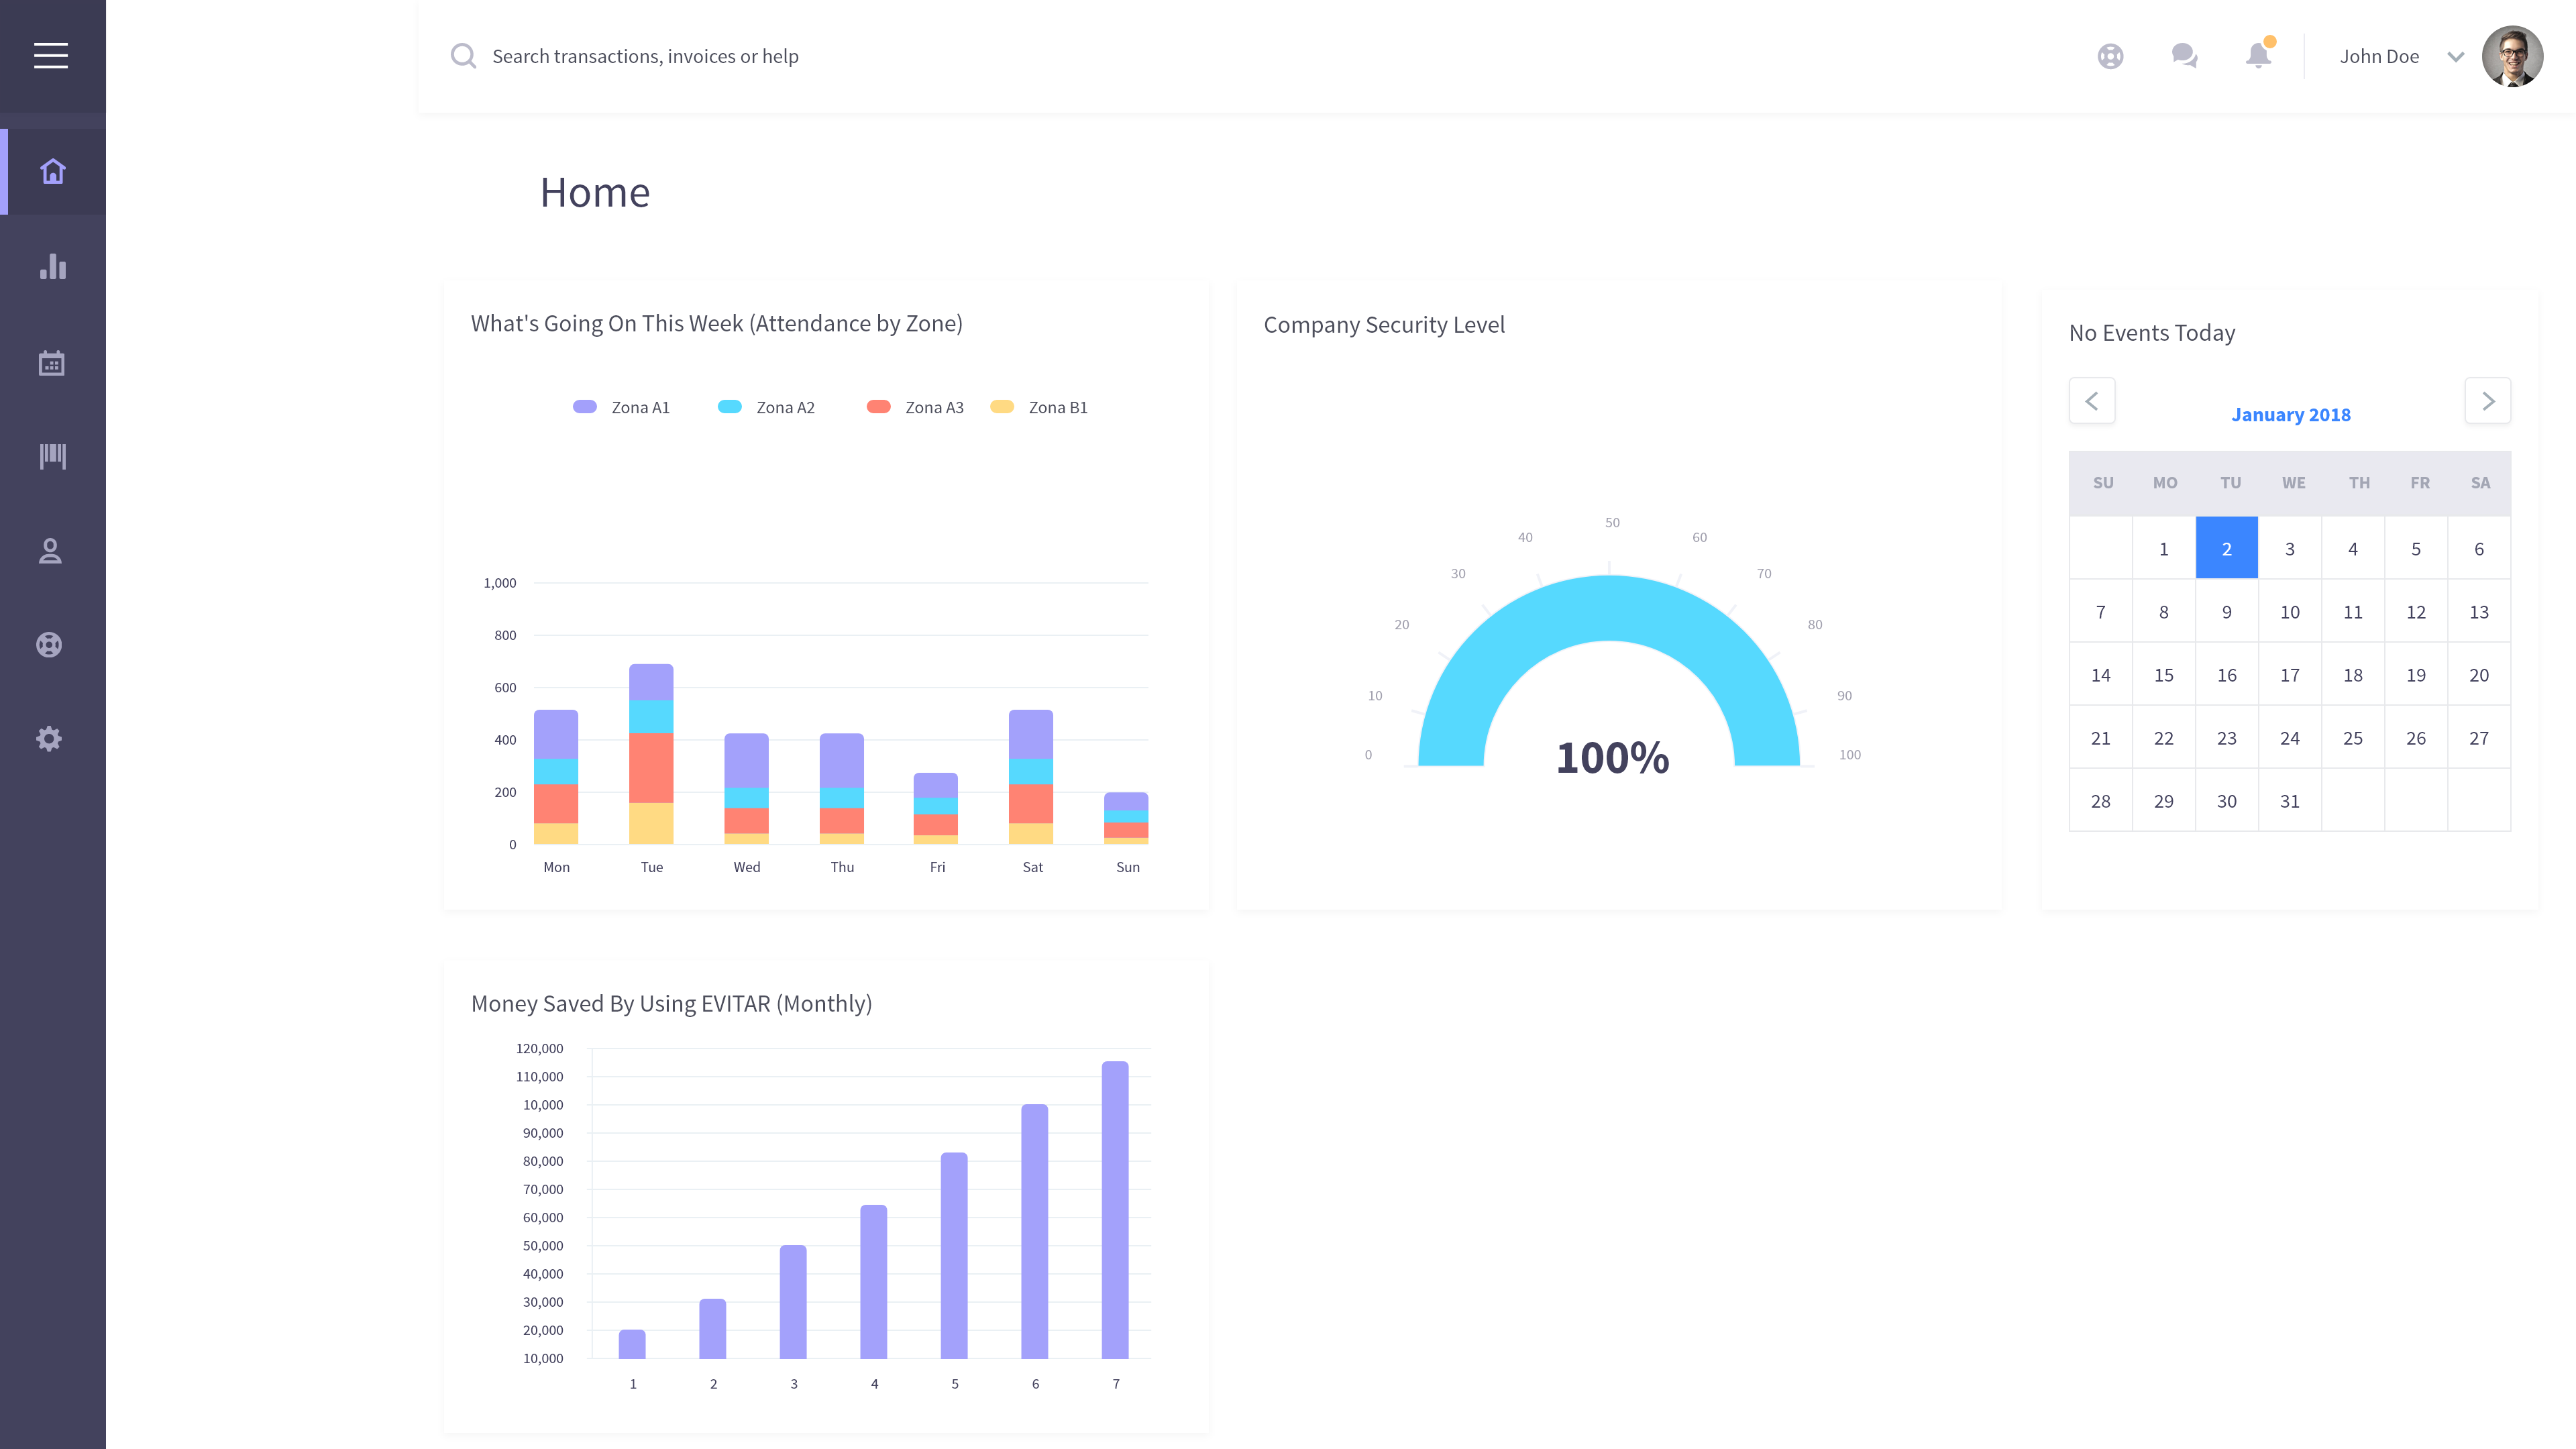 Search transactions, invoices or help
John Doe
Home
What's Going On This Week (Attendance by Zone)
Zona A1 Zona A2 Zona A3 Zona B1
1,000
800
600
400
200
0
Mon Tue Wed Thu Fri Sat Sun
Company Security Level
0 10 20 30 40 50 60 70 80 90 100
100%
No Events Today
January 2018
SU MO TU WE TH FR SA
1 2 3 4 5 6
7 8 9 10 11 12 13
14 15 16 17 18 19 20
21 22 23 24 25 26 27
28 29 30 31
Money Saved By Using EVITAR (Monthly)
120,000
110,000
10,000
90,000
80,000
70,000
60,000
50,000
40,000
30,000
20,000
10,000
1 2 3 4 5 6 7